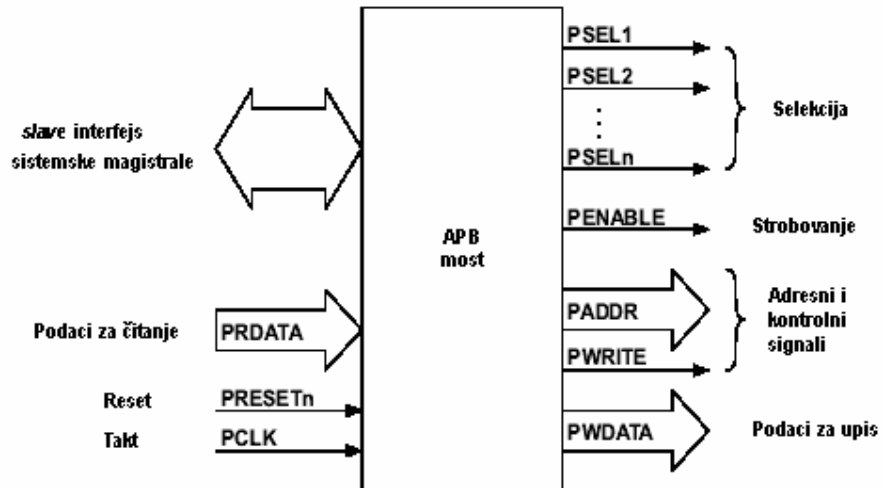 slave interfejs
sistemske magistrale
Podaci za čitanje
PRDATA
Reset
PRESETn
Takt
PCLK
APB
most
PSEL1
PSEL2
PSELn
Selekcija
PENABLE
Strobovanje
PADDR
PWRITE
Adresni i
kontrolni
signali
PWDATA
Podaci za upis